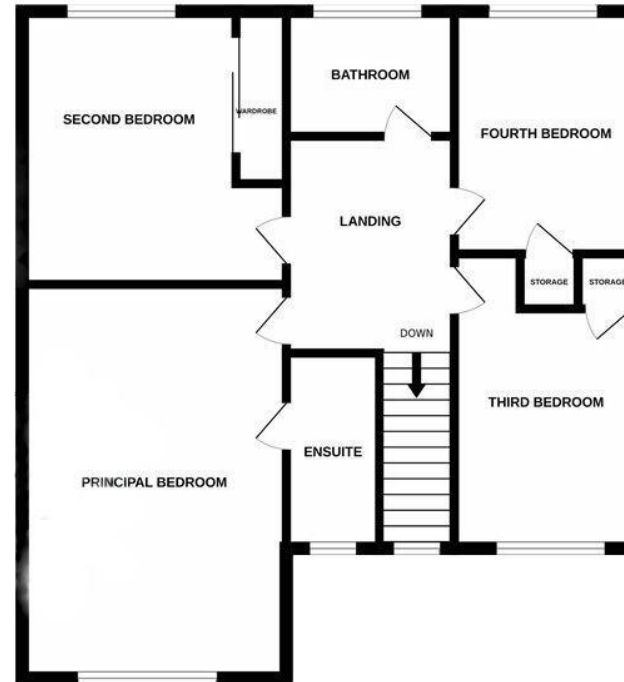 BATHROOM
SECOND BEDROOM
WARDROBE
FOURTH BEDROOM
LANDING
STORAGE
STORAGE
DOWN
THIRD BEDROOM
ENSUITE
PRINCIPAL BEDROOM